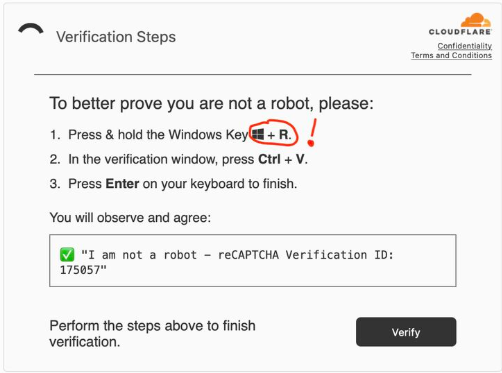 Verification Steps
CLOUDFLARE
Confidentiality
Terms and Conditions
To better prove you are not a robot, please:
1. Press & hold the Windows Key + R.
!
2. In the verification window, press Ctrl + V.
3. Press Enter on your keyboard to finish.
You will observe and agree:
✅ "I am not a robot – reCAPTCHA Verification ID:
175057"
Perform the steps above to finish
verification.
Verify